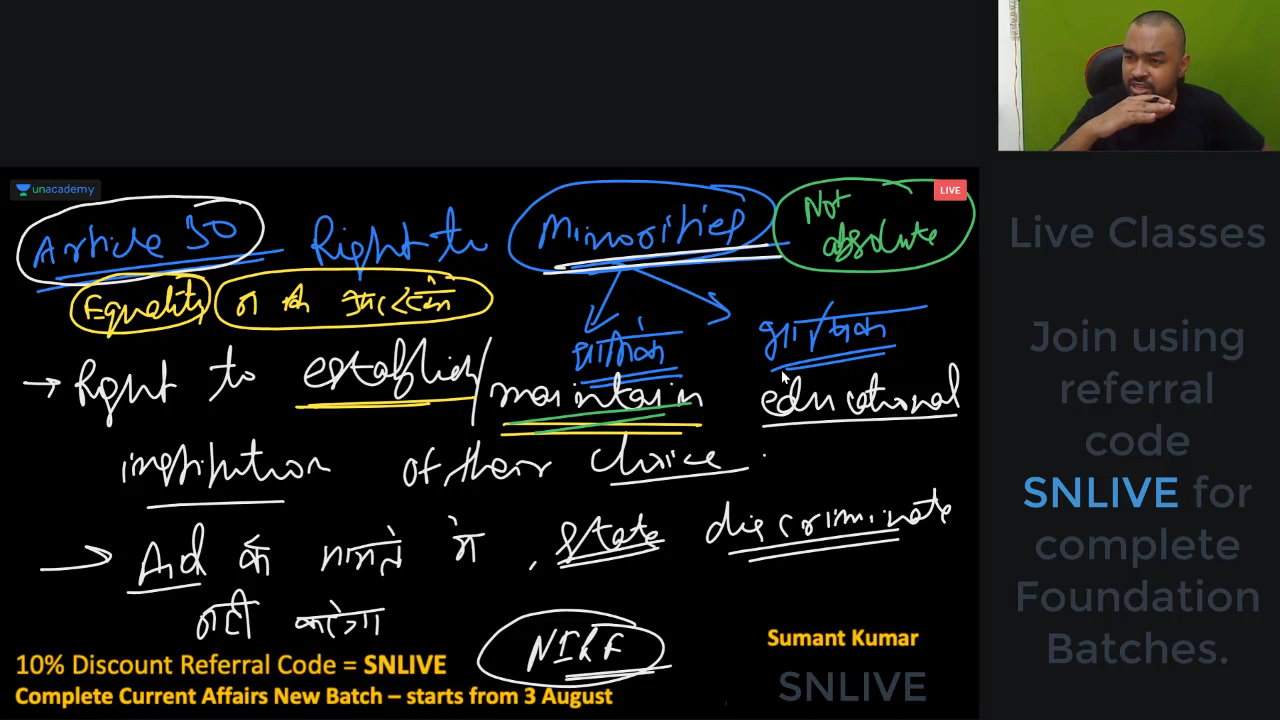 unacademy
LIVE
Article 30 Right to Minorities Not absolute
Equality न कि आरक्षण
धार्मिक भाषिक
→ Right to establish/maintain educational
institution of their choice.
→ Aid के मामले में, state discriminate
नहीं करेगा
NIRF
10% Discount Referral Code = SNLIVE
Complete Current Affairs New Batch – starts from 3 August
Sumant Kumar
SNLIVE
Live Classes
Join using
referral
code
SNLIVE for
complete
Foundation
Batches.